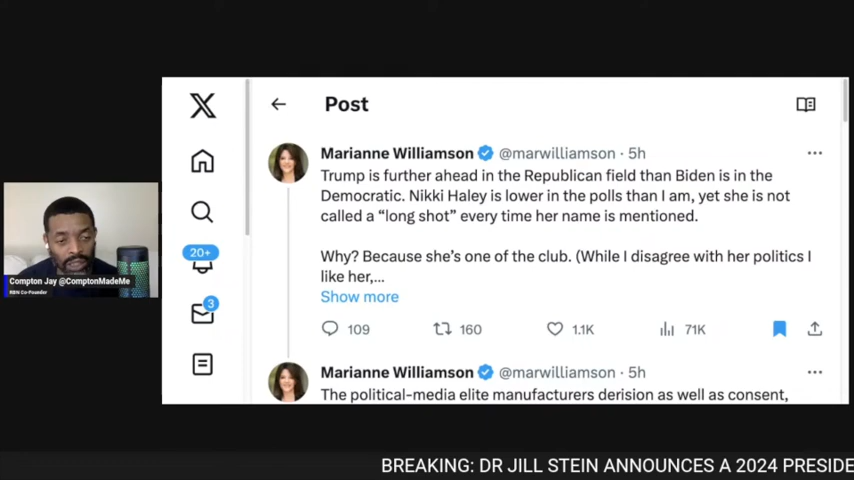 Post
Marianne Williamson @marwilliamson · 5h
Trump is further ahead in the Republican field than Biden is in the
Democratic. Nikki Haley is lower in the polls than I am, yet she is not
called a “long shot” every time her name is mentioned.
Why? Because she’s one of the club. (While I disagree with her politics I
like her,...
Show more
109 160 1.1K 71K
Marianne Williamson @marwilliamson · 5h
The political-media elite manufacturers derision as well as consent,
20+
3
Compton Jay @ComptonMadeMe
RBN Co-Founder
BREAKING: DR JILL STEIN ANNOUNCES A 2024 PRESIDE